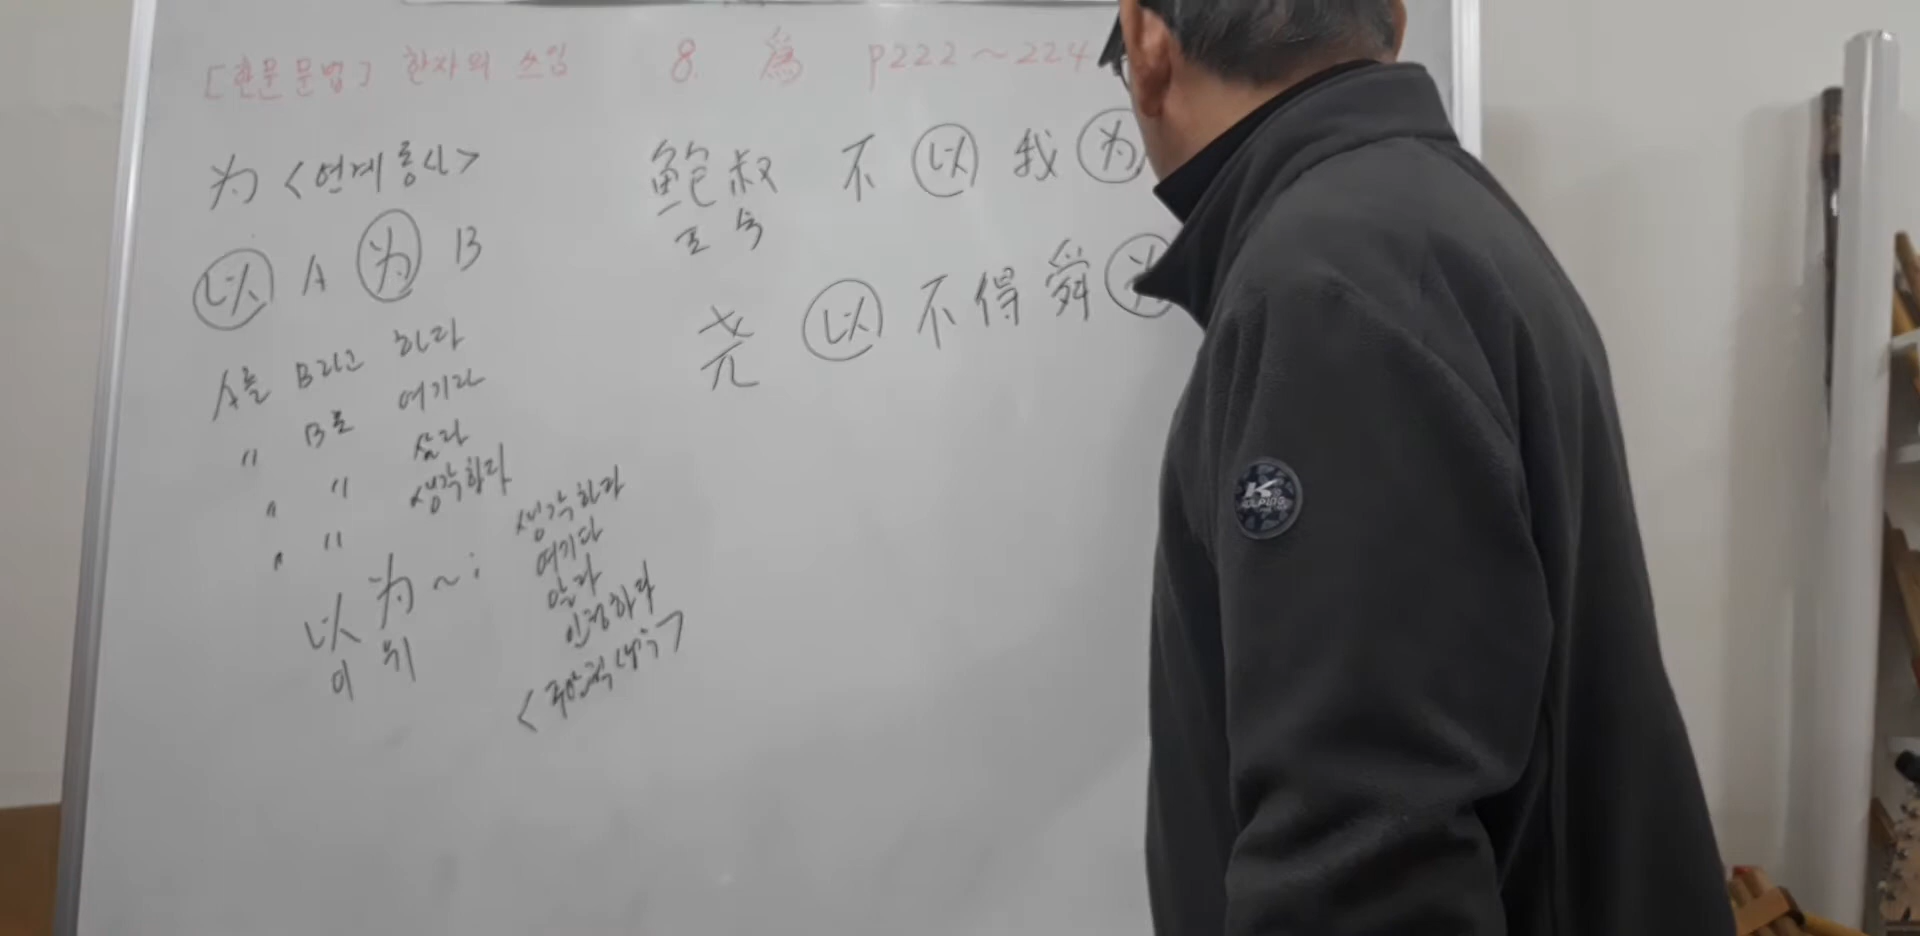 [한문문법] 한자의 쓰임 8. 為 P222~224
为 <연계동사>
以 A 为 B
A를 B라고 하다
〃 B로 여기다
〃 〃 삼다
〃 〃 생각하다
以为~; 생각하다
이위 여기다
알다
인정하다
<주관적 생각>
鮑叔 不 以 我 为
포숙
尧 以 不得舜 为
K